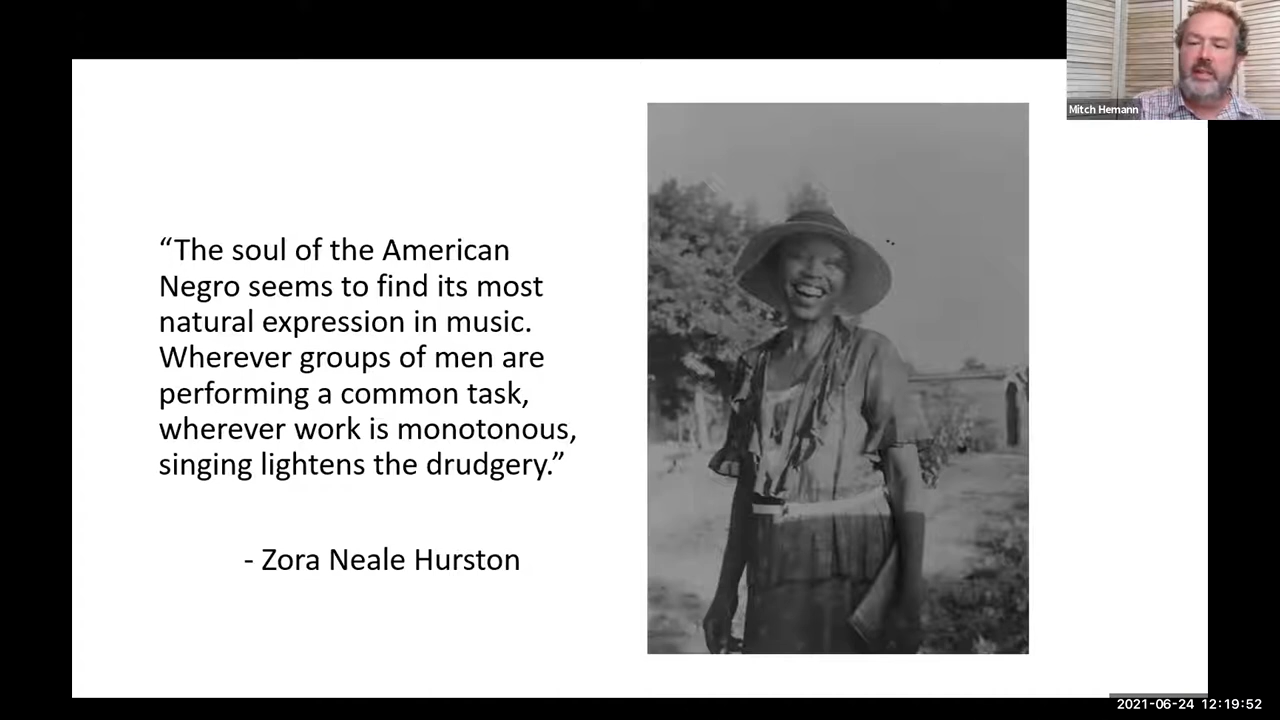 Mitch Hemann
“The soul of the American
Negro seems to find its most
natural expression in music.
Wherever groups of men are
performing a common task,
wherever work is monotonous,
singing lightens the drudgery.”
- Zora Neale Hurston
2021-06-24 12:19:52